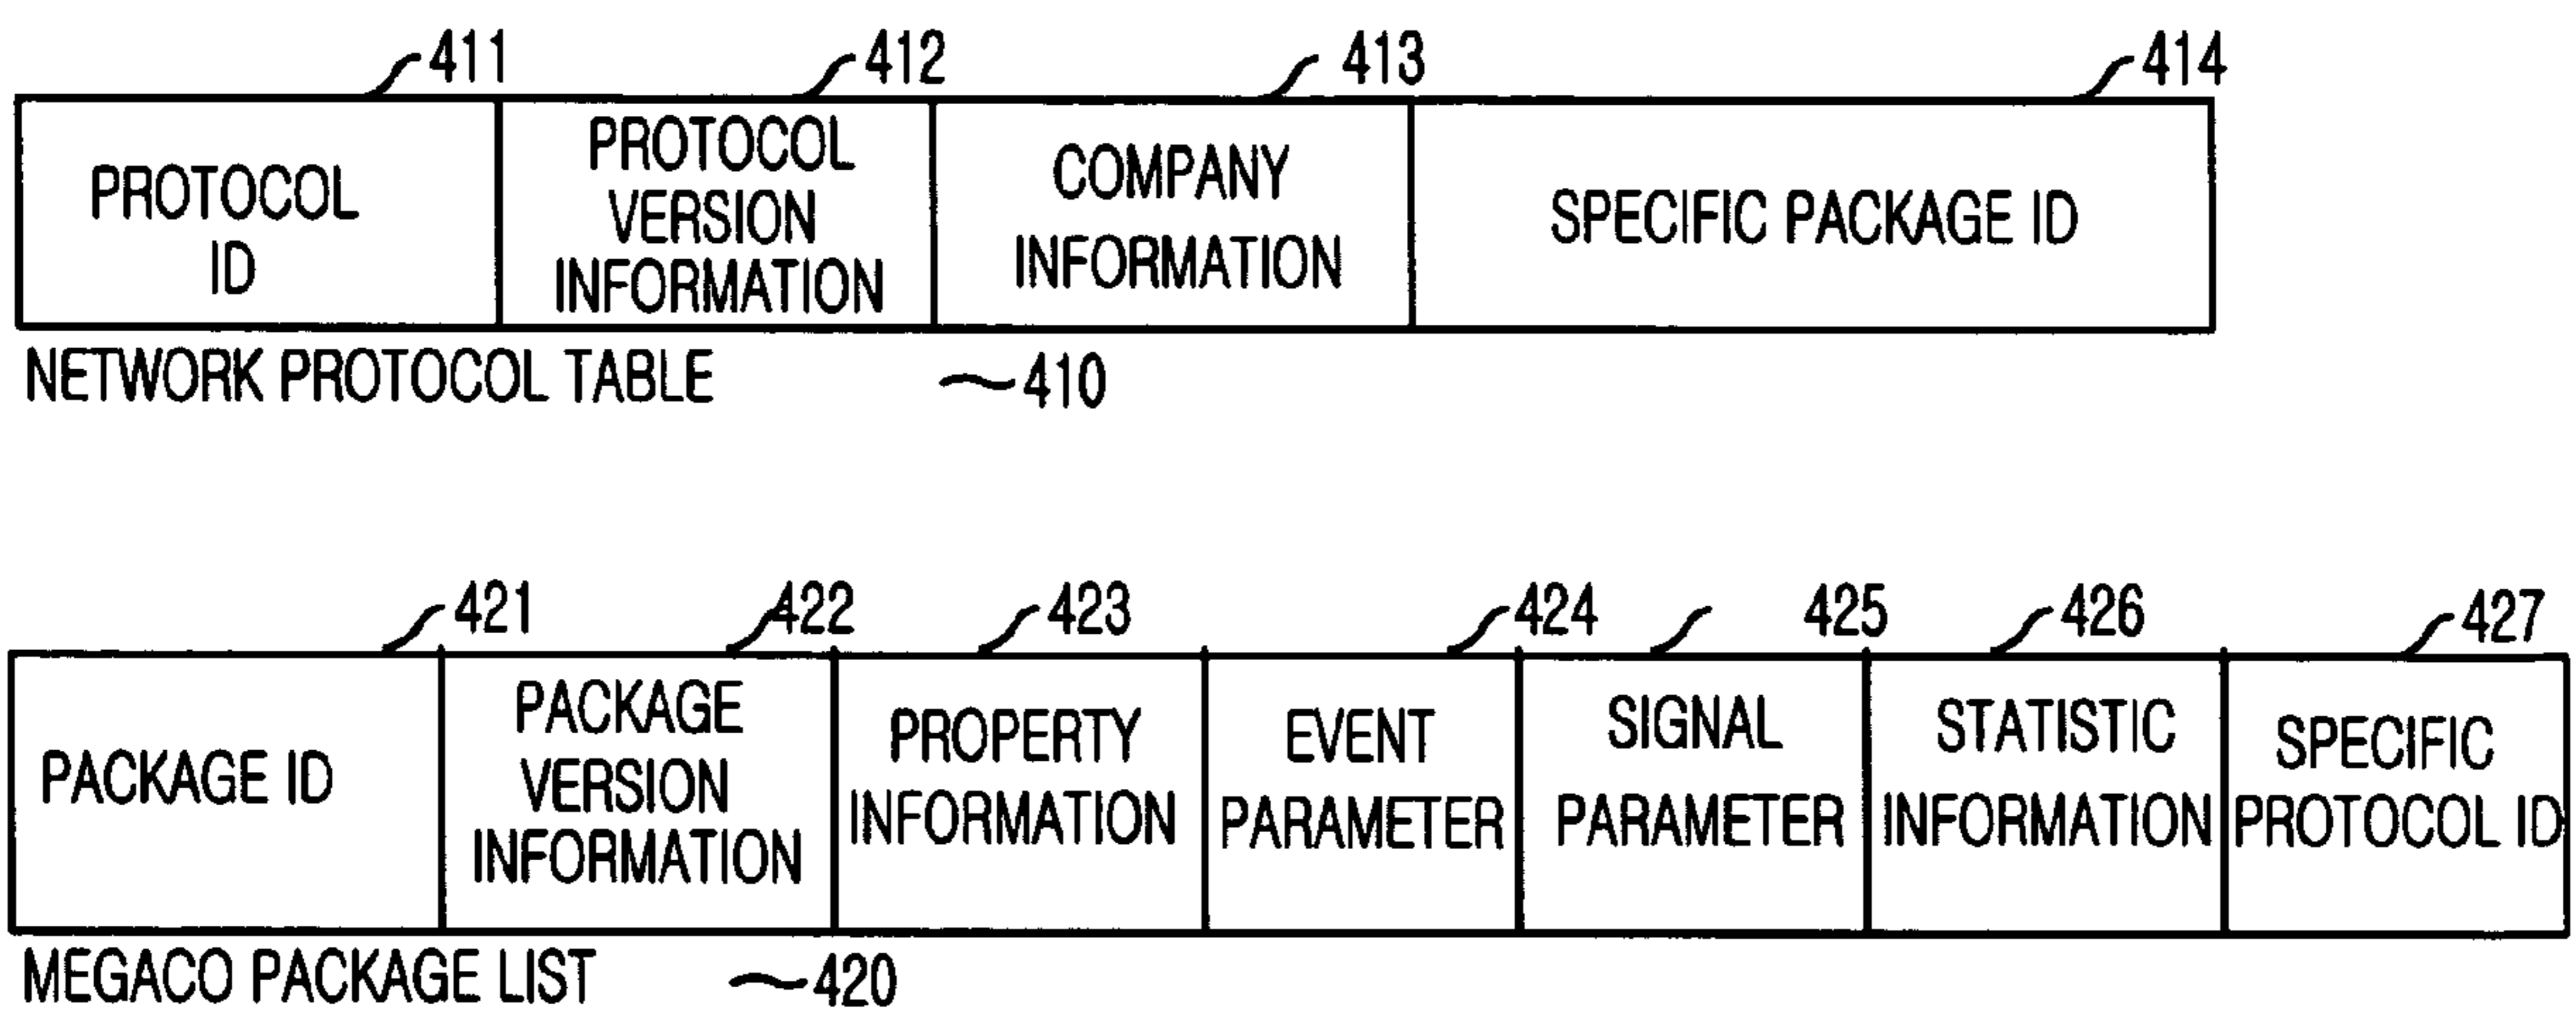 411
412
413
414
PROTOCOL
ID
PROTOCOL
VERSION
INFORMATION
COMPANY
INFORMATION
SPECIFIC PACKAGE ID
NETWORK PROTOCOL TABLE
410
421
422
423
424
425
426
427
PACKAGE ID
PACKAGE
VERSION
INFORMATION
PROPERTY
INFORMATION
EVENT
PARAMETER
SIGNAL
PARAMETER
STATISTIC
INFORMATION
SPECIFIC
PROTOCOL ID
MEGACO PACKAGE LIST
420